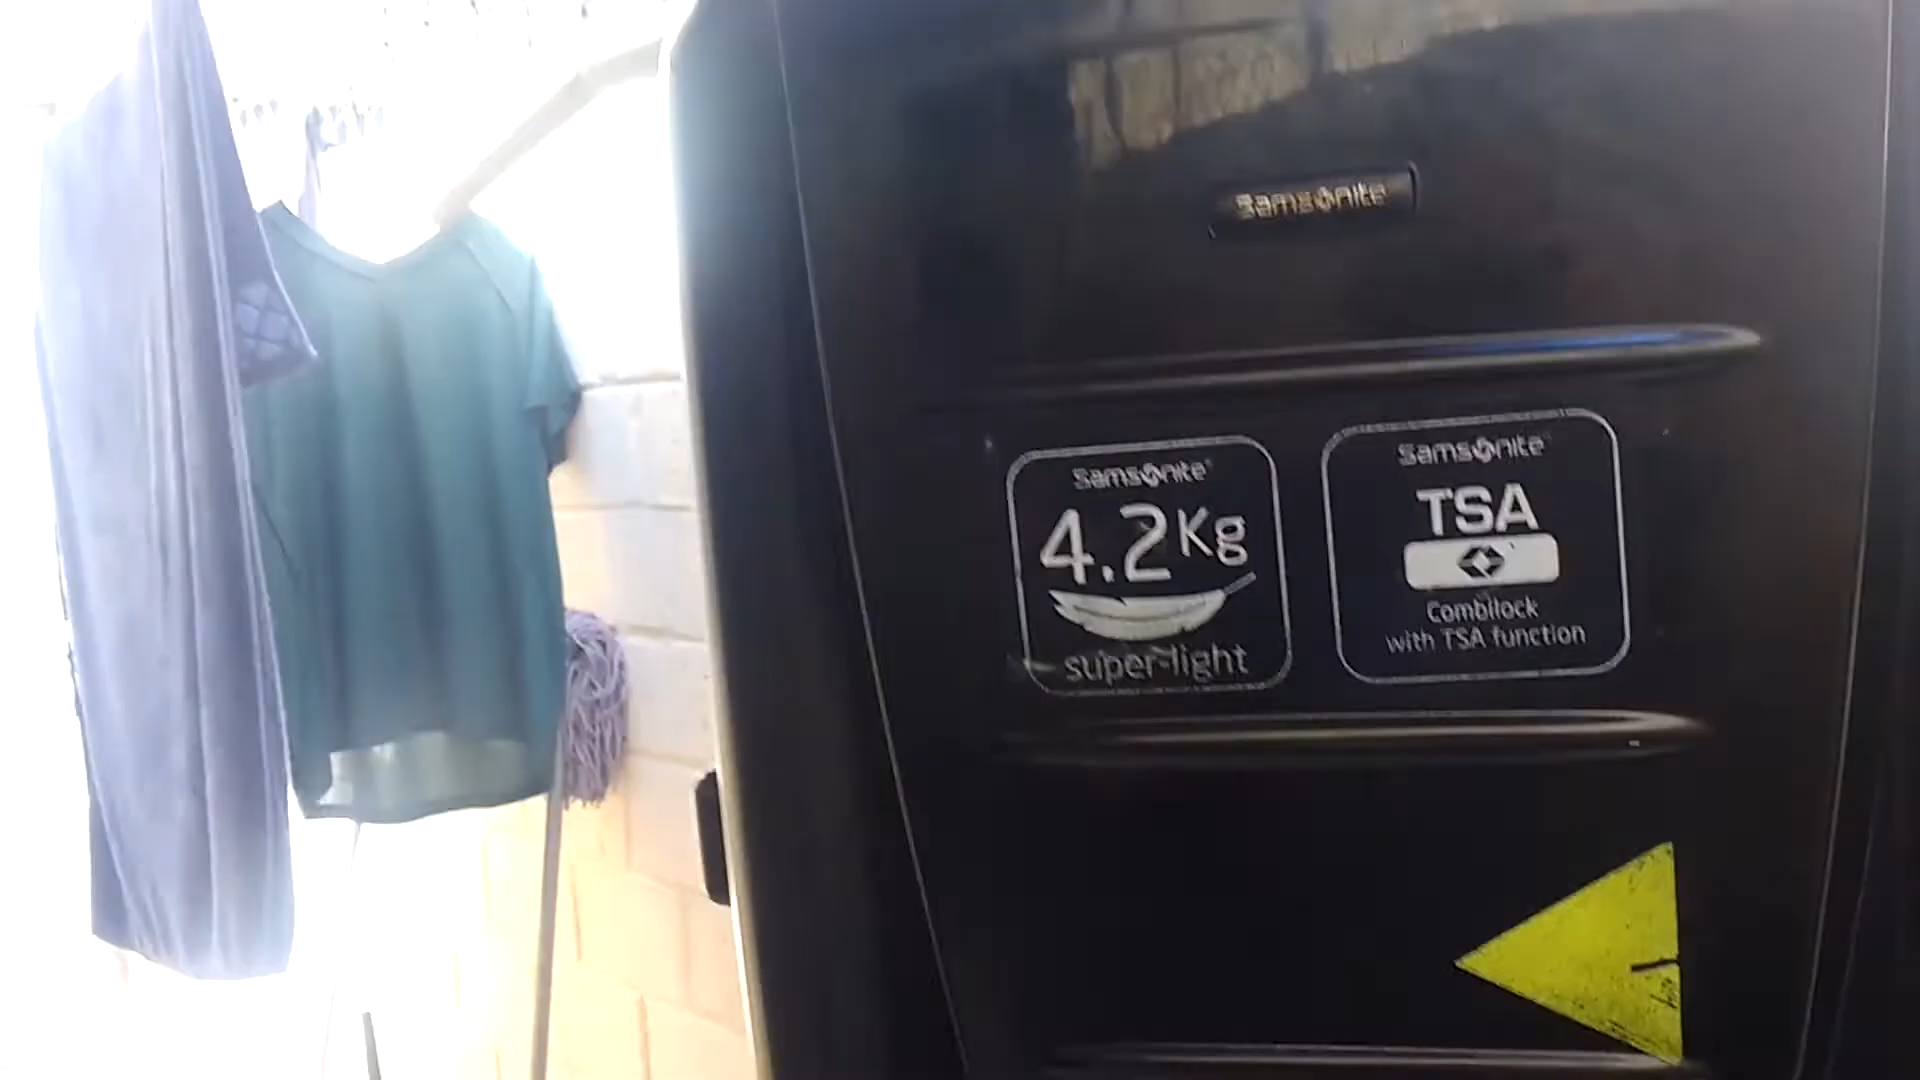 Samsonite
Samsonite
4.2Kg
super-light
Samsonite
TSA
Combilock
with TSA function